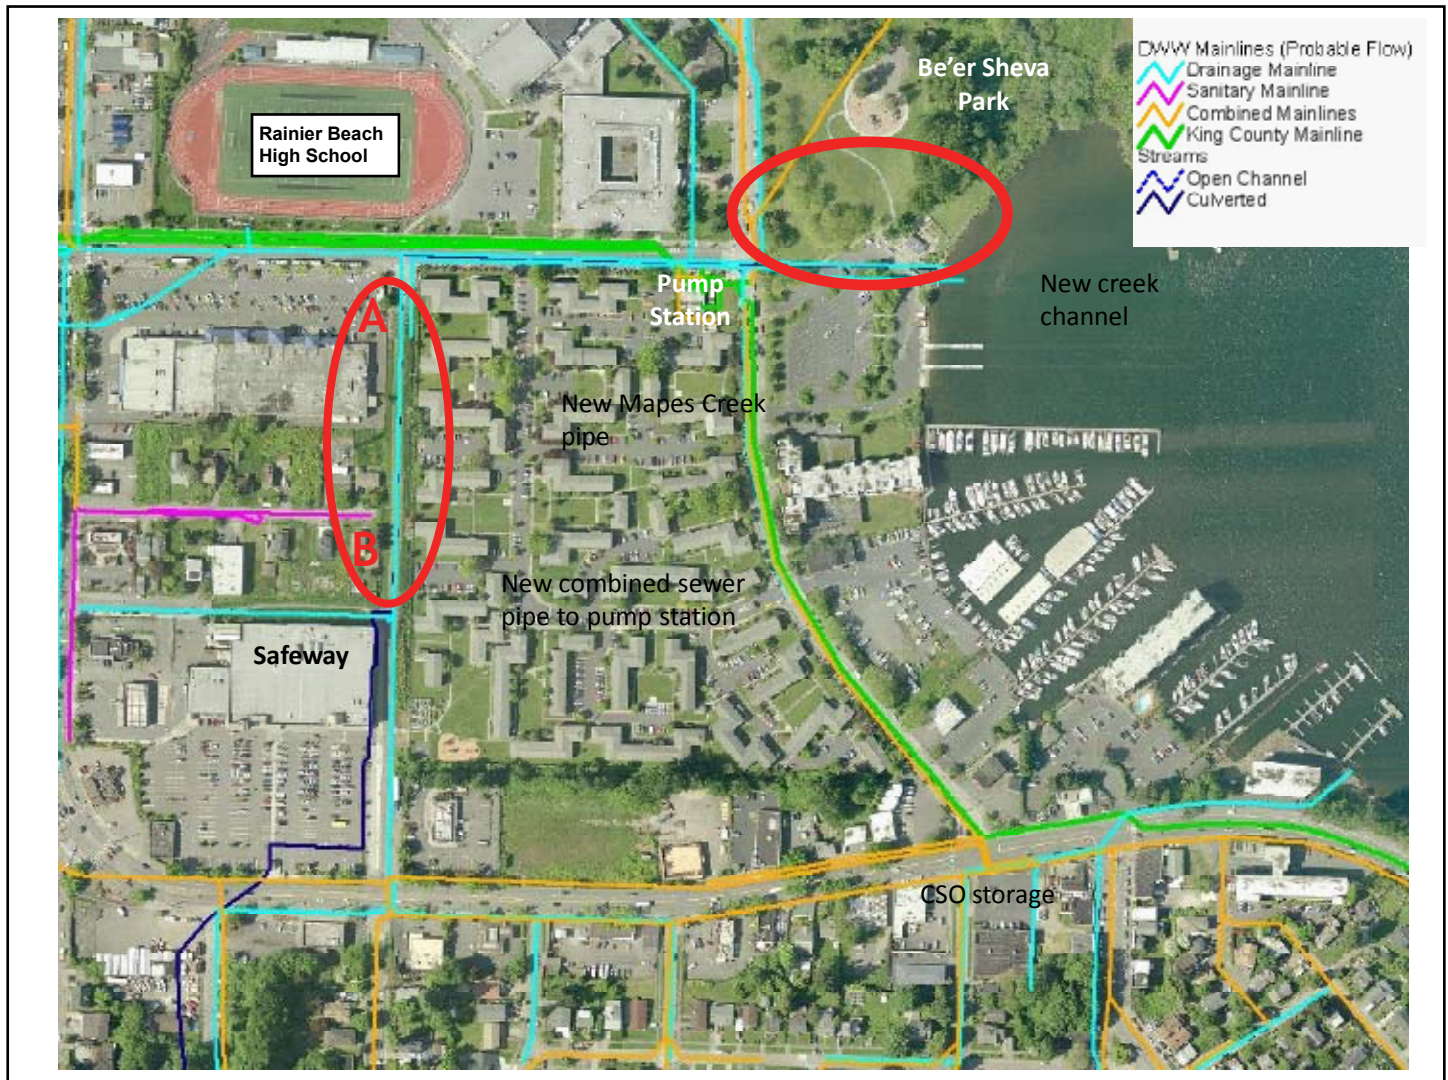 Be'er Sheva
Park
DWW Mainlines (Probable Flow)
Drainage Mainline
Sanitary Mainline
Combined Mainlines
King County Mainline
Streams
Open Channel
Culverted
Rainier Beach
High School
Pump
Station
New creek
channel
A
New Mapes Creek
pipe
B
New combined sewer
pipe to pump station
Safeway
CSO storage